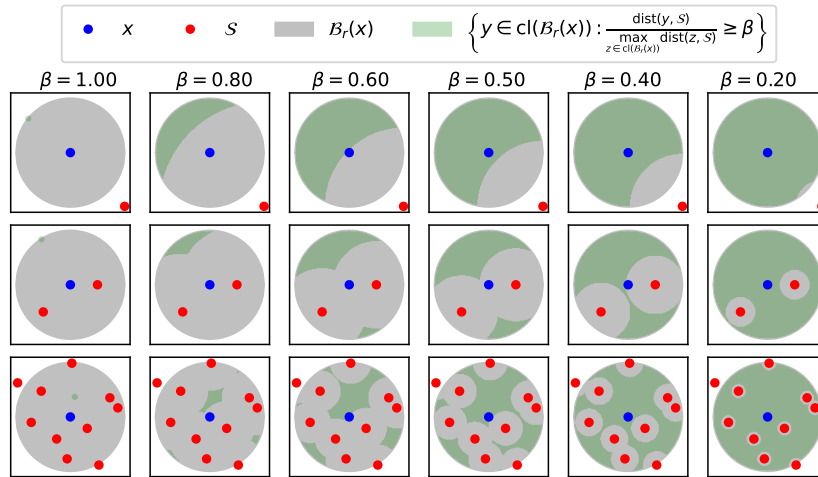 x S ℬ_r(x) { y ∈ cl(ℬ_r(x)) : dist(y, S) / max_{z ∈ cl(ℬ_r(x))} dist(z, S) ≥ β }
β = 1.00 β = 0.80 β = 0.60 β = 0.50 β = 0.40 β = 0.20